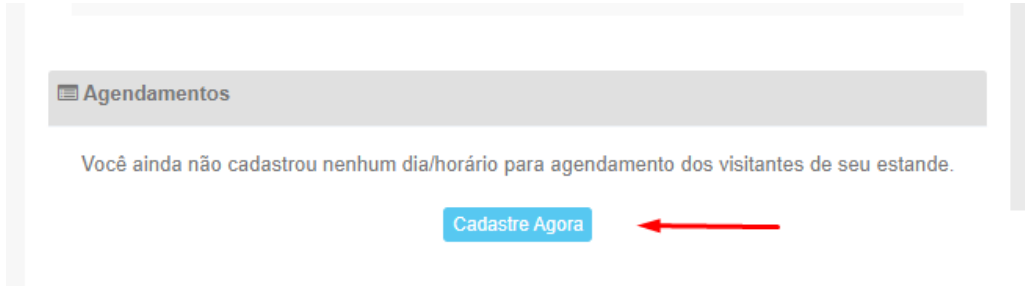 Agendamentos
Você ainda não cadastrou nenhum dia/horário para agendamento dos visitantes de seu estande.
Cadastre Agora